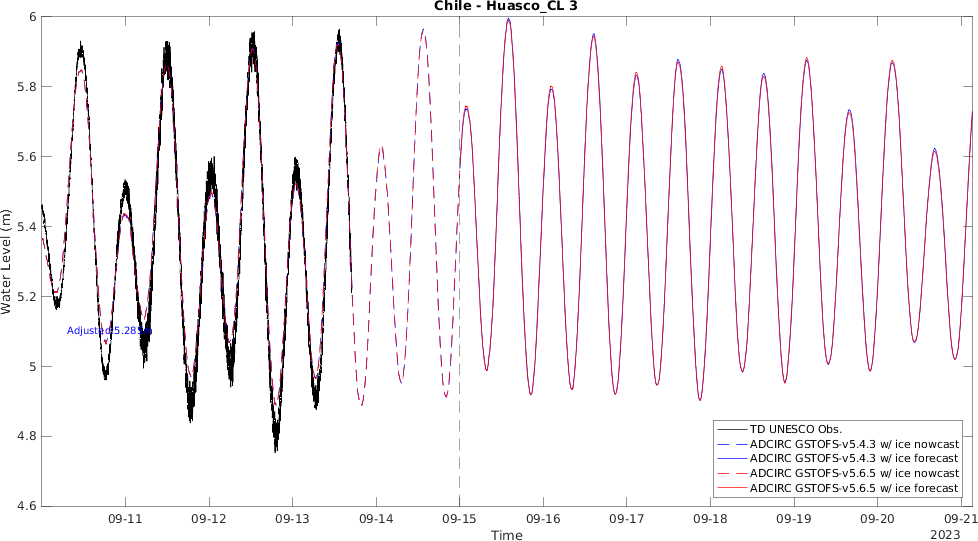 Chile - Huasco_CL 3
6
5.8
5.6
5.4
5.2
5
4.8
4.6
Water Level (m)
09-11
09-12
09-13
09-14
09-15
09-16
09-17
09-18
09-19
09-20
09-21
2023
Time
TD UNESCO Obs.
ADCIRC GSTOFS-v5.4.3 w/ ice nowcast
ADCIRC GSTOFS-v5.4.3 w/ ice forecast
ADCIRC GSTOFS-v5.6.5 w/ ice nowcast
ADCIRC GSTOFS-v5.6.5 w/ ice forecast